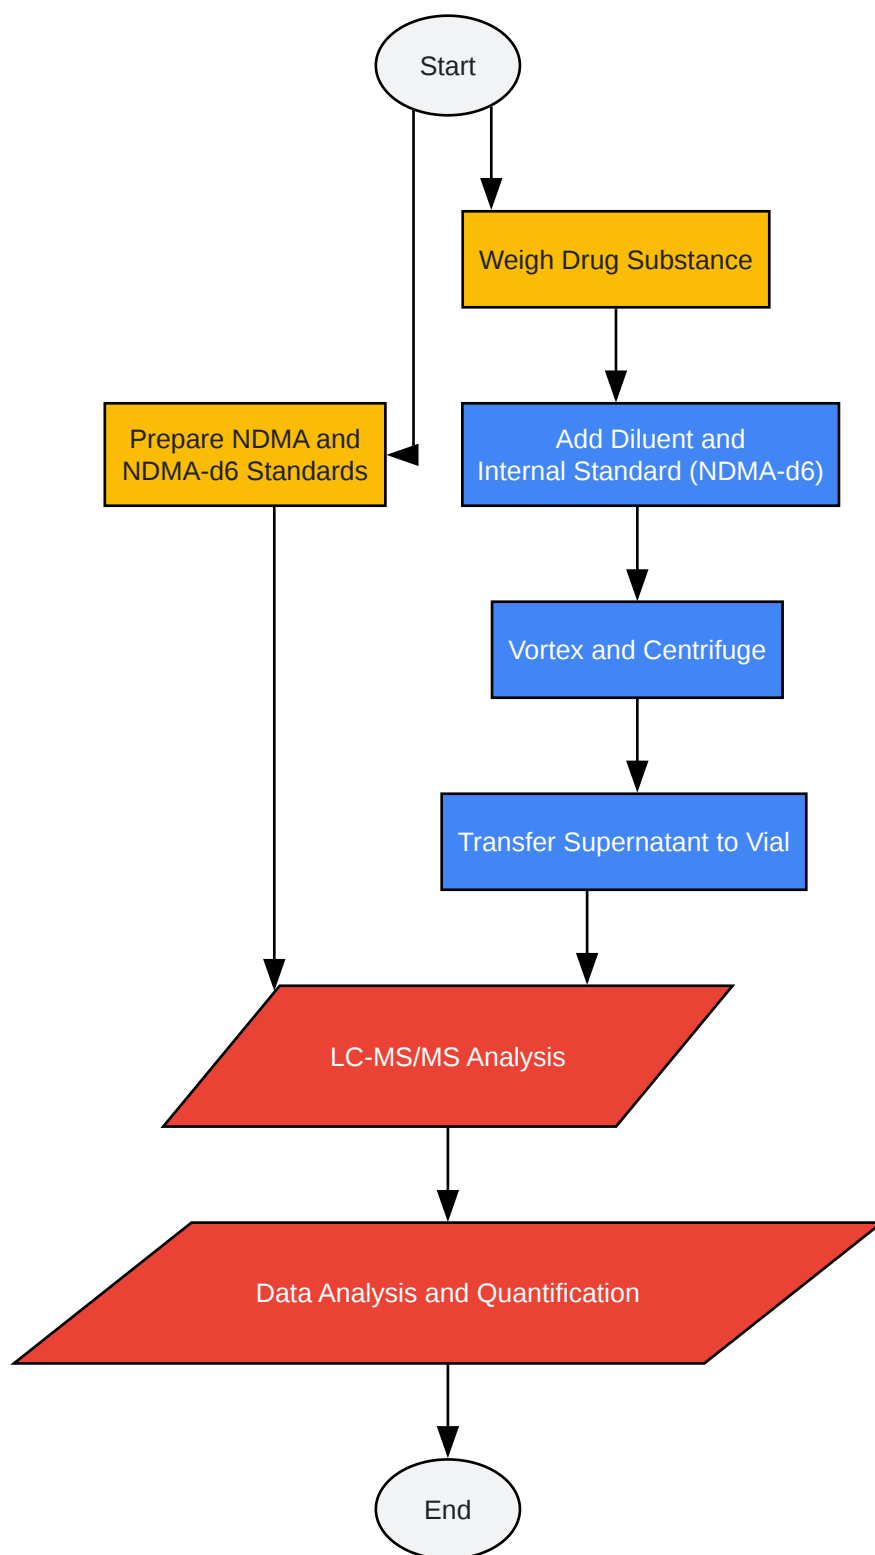 Start
Weigh Drug Substance
Prepare NDMA and
NDMA-d6 Standards
Add Diluent and
Internal Standard (NDMA-d6)
Vortex and Centrifuge
Transfer Supernatant to Vial
LC-MS/MS Analysis
Data Analysis and Quantification
End